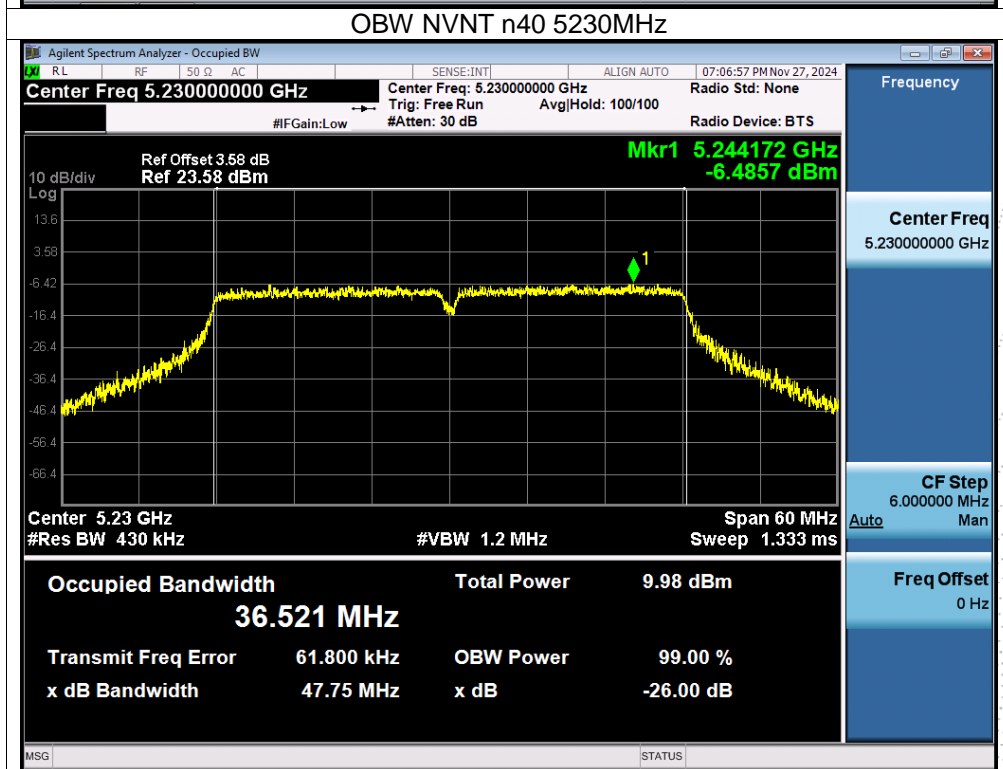 OBW NVNT n40 5230MHz
Agilent Spectrum Analyzer - Occupied BW
LXI RL RF 50 Ω AC SENSE:INT ALIGN AUTO 07:06:57 PM Nov 27, 2024
Center Freq 5.230000000 GHz
Center Freq: 5.230000000 GHz
Radio Std: None
Trig: Free Run Avg|Hold: 100/100
#IFGain:Low #Atten: 30 dB Radio Device: BTS
Frequency
Mkr1 5.244172 GHz
-6.4857 dBm
Ref Offset 3.58 dB
10 dB/div Ref 23.58 dBm
Log
13.6
3.58
-6.42
-16.4
-26.4
-36.4
-46.4
-56.4
-66.4
1
Center 5.23 GHz Span 60 MHz
#Res BW 430 kHz #VBW 1.2 MHz Sweep 1.333 ms
Center Freq
5.230000000 GHz
CF Step
6.000000 MHz
Auto Man
Freq Offset
0 Hz
Occupied Bandwidth Total Power 9.98 dBm
36.521 MHz
Transmit Freq Error 61.800 kHz OBW Power 99.00 %
x dB Bandwidth 47.75 MHz x dB -26.00 dB
MSG STATUS